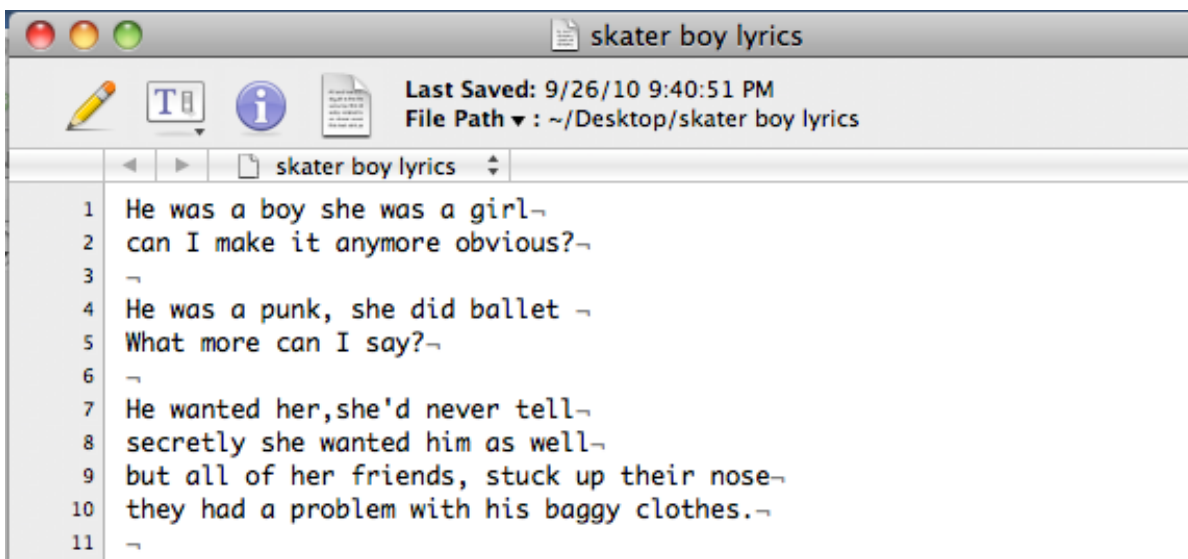 skater boy lyrics
Last Saved: 9/26/10 9:40:51 PM
File Path ▾ : ~/Desktop/skater boy lyrics
skater boy lyrics
1 He was a boy she was a girl¬
2 can I make it anymore obvious?¬
3 ¬
4 He was a punk, she did ballet ¬
5 What more can I say?¬
6 ¬
7 He wanted her,she'd never tell¬
8 secretly she wanted him as well¬
9 but all of her friends, stuck up their nose¬
10 they had a problem with his baggy clothes.¬
11 ¬